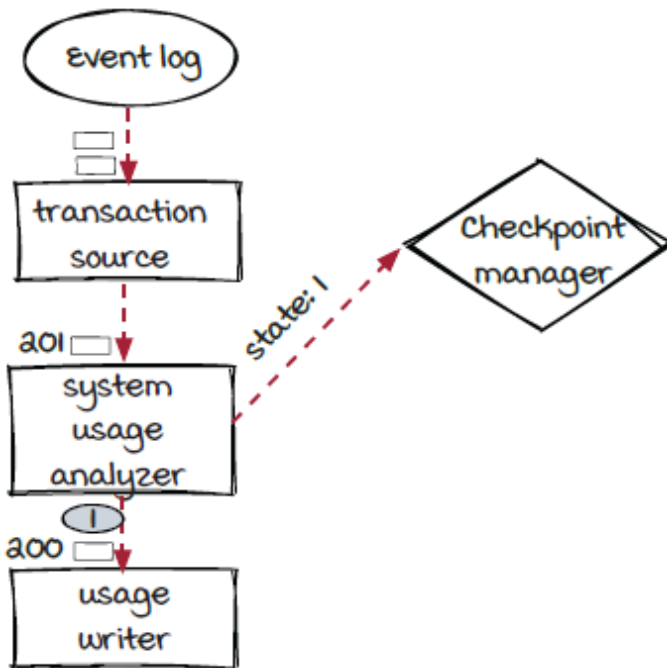 Event log
transaction
source
Checkpoint
manager
state: 1
201
system
usage
analyzer
1
200
usage
writer